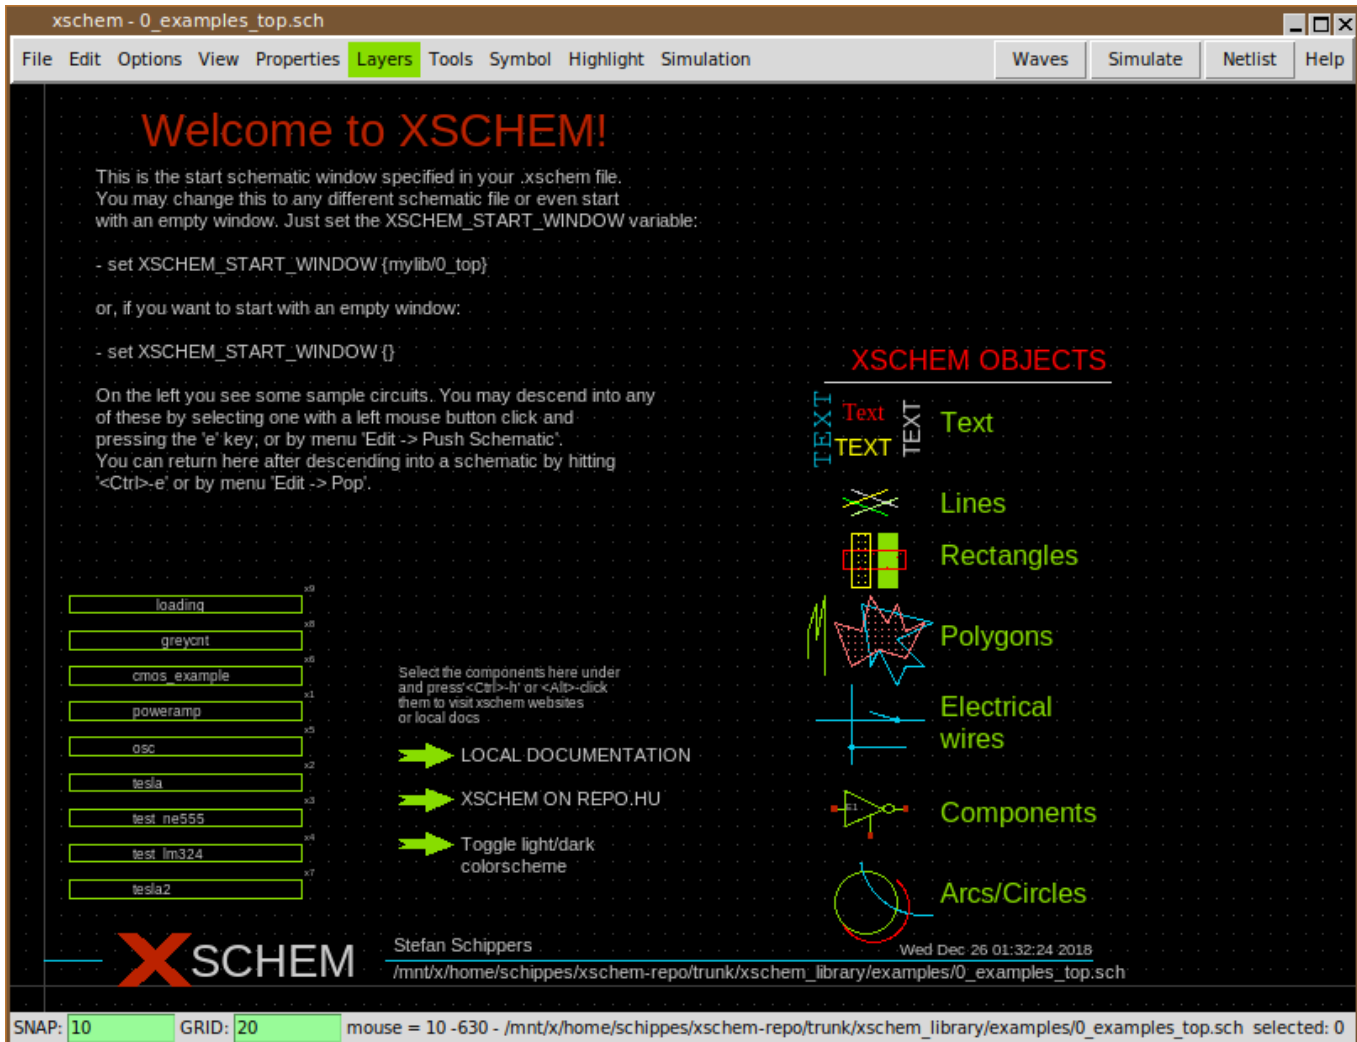 xschem - 0_examples_top.sch
File Edit Options View Properties Layers Tools Symbol Highlight Simulation Waves Simulate Netlist Help
Welcome to XSCHEM!
This is the start schematic window specified in your .xschem file.
You may change this to any different schematic file or even start
with an empty window. Just set the XSCHEM_START_WINDOW variable:
- set XSCHEM_START_WINDOW {mylib/0_top}
or, if you want to start with an empty window:
- set XSCHEM_START_WINDOW {}
On the left you see some sample circuits. You may descend into any
of these by selecting one with a left mouse button click and
pressing the 'e' key, or by menu 'Edit -> Push Schematic'.
You can return here after descending into a schematic by hitting
'<Ctrl>-e' or by menu 'Edit -> Pop'.
x9
loading
x8
greycnt
x6
cmos_example
x1
poweramp
x5
osc
x2
tesla
x3
test_ne555
x4
test_lm324
x7
tesla2
Select the components here under
and press'<Ctrl>-h' or <Alt>-click
them to visit xschem websites
or local docs
LOCAL DOCUMENTATION
XSCHEM ON REPO.HU
Toggle light/dark
colorscheme
XSCHEM OBJECTS
TEXT
Text
TEXT
TEXT
Text
Lines
Rectangles
Polygons
Electrical
wires
E1
Components
1
Arcs/Circles
XSCHEM
Stefan Schippers
Wed Dec 26 01:32:24 2018
/mnt/x/home/schippes/xschem-repo/trunk/xschem_library/examples/0_examples_top.sch
SNAP: 10 GRID: 20 mouse = 10 -630 - /mnt/x/home/schippes/xschem-repo/trunk/xschem_library/examples/0_examples_top.sch selected: 0